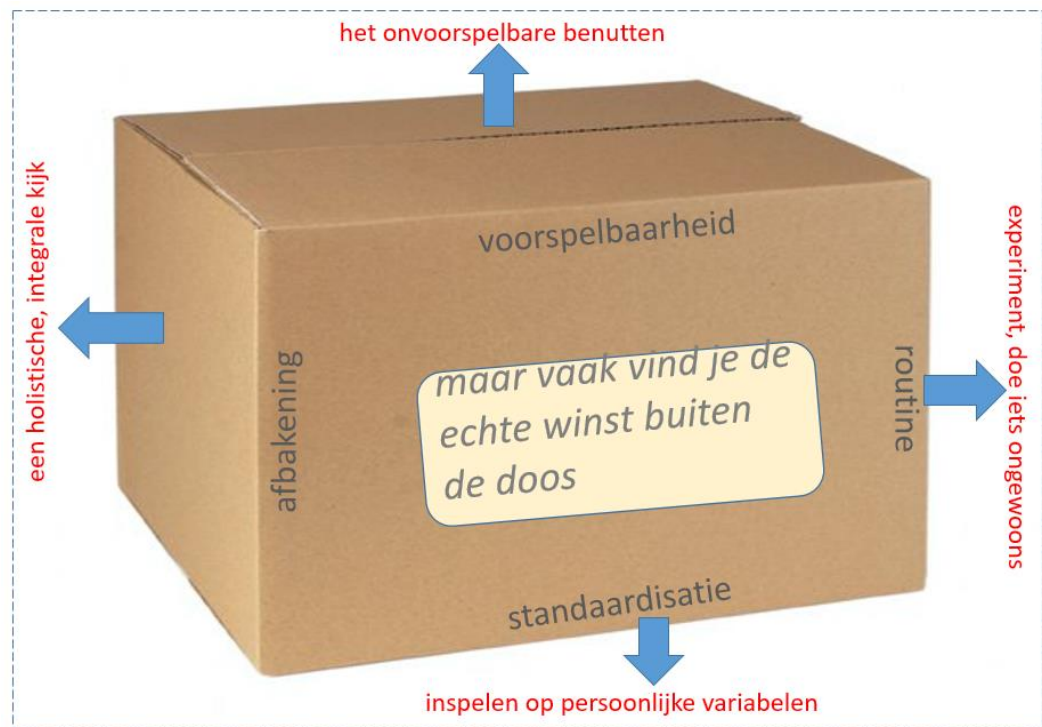 het onvoorspelbare benutten
voorspelbaarheid
een holistische, integrale kijk
afbakening
maar vaak vind je de
echte winst buiten
de doos
routine
experiment, doe iets ongewoons
standaardisatie
inspelen op persoonlijke variabelen